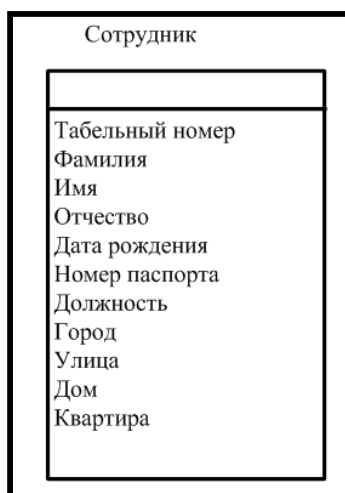 Сотрудник
Табельный номер
Фамилия
Имя
Отчество
Дата рождения
Номер паспорта
Должность
Город
Улица
Дом
Квартира